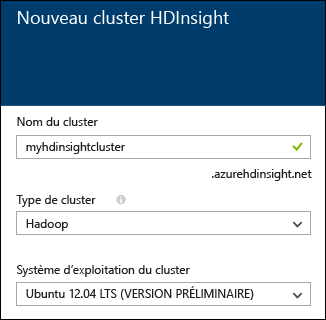 Nouveau cluster HDInsight
Nom du cluster
myhdinsightcluster
.azurehdinsight.net
Type de cluster
Hadoop
Système d'exploitation du cluster
Ubuntu 12.04 LTS (VERSION PRÉLIMINAIRE)